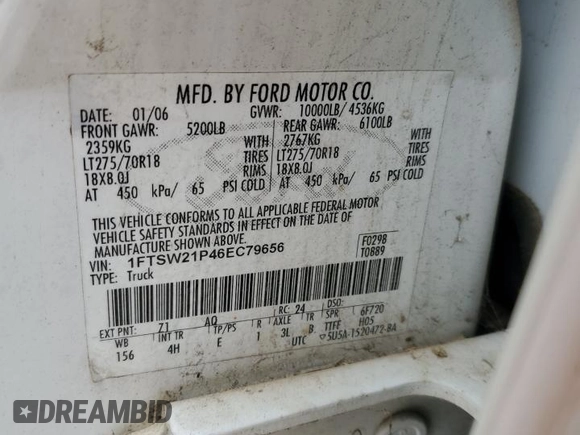 MFD. BY FORD MOTOR CO.
DATE: 01/06 GVWR: 10000LB/ 4536KG
FRONT GAWR: 5200LB REAR GAWR: 6100LB
2359KG WITH 2767KG WITH
LT275/70R18 TIRES LT275/70R18 TIRES
18X8.0J RIMS 18X8.0J RIMS
AT 450 kPa/ 65 PSI COLD AT 450 kPa/ 65 PSI COLD
THIS VEHICLE CONFORMS TO ALL APPLICABLE FEDERAL MOTOR
VEHICLE SAFETY STANDARDS IN EFFECT ON THE DATE OF
MANUFACTURE SHOWN ABOVE.
VIN: 1FTSW21P46EC79656 F0298
TYPE: Truck T0889
EXT PNT: Z1 AQ RC: 24 DSO:
WB INT TR TP/PS R AXLE TR SPR 6F720
156 4H E 1 3L B TTFF H05
UTC 5U5A-1520472-BA
DREAMBID